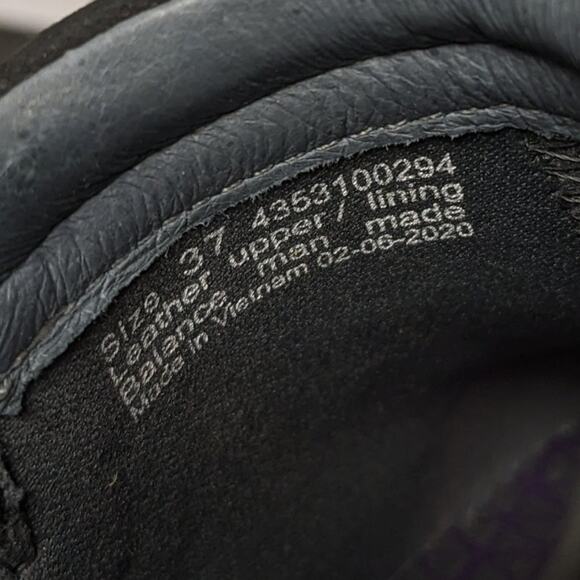 Size 37 4353100294
Leather upper/ lining
Balance man made
Made in Vietnam 02-06-2020